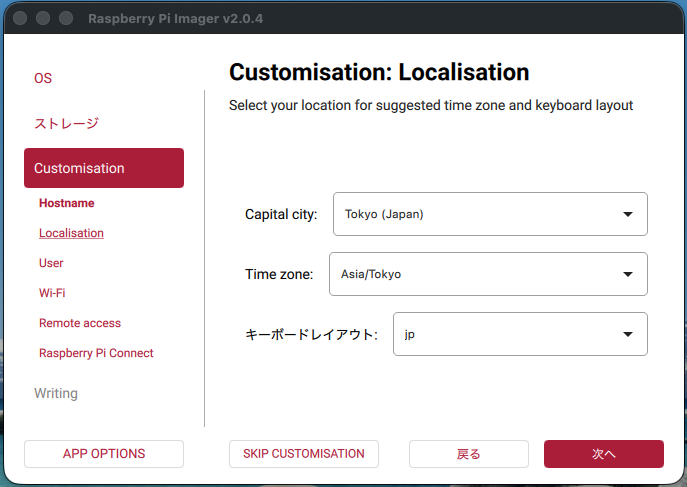 Raspberry Pi Imager v2.0.4
OS
ストレージ
Customisation
Hostname
Localisation
User
Wi-Fi
Remote access
Raspberry Pi Connect
Writing
APP OPTIONS
Customisation: Localisation
Select your location for suggested time zone and keyboard layout
Capital city: Tokyo (Japan)
Time zone: Asia/Tokyo
キーボードレイアウト: jp
SKIP CUSTOMISATION 戻る 次へ